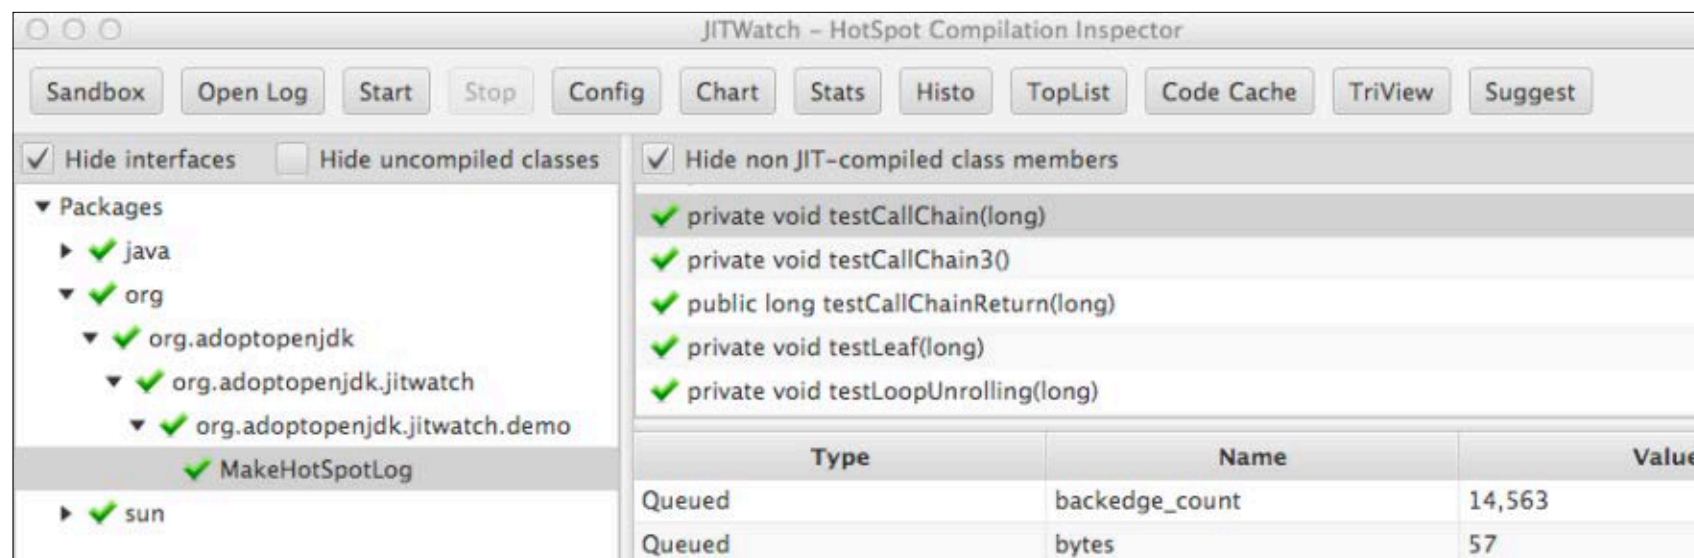 JITWatch – HotSpot Compilation Inspector
Sandbox Open Log Start Stop Config Chart Stats Histo TopList Code Cache TriView Suggest
Hide interfaces Hide uncompiled classes
Packages
java
org
org.adoptopenjdk
org.adoptopenjdk.jitwatch
org.adoptopenjdk.jitwatch.demo
MakeHotSpotLog
sun
Hide non JIT-compiled class members
private void testCallChain(long)
private void testCallChain3()
public long testCallChainReturn(long)
private void testLeaf(long)
private void testLoopUnrolling(long)
Type Name Value
Queued backedge_count 14,563
Queued bytes 57